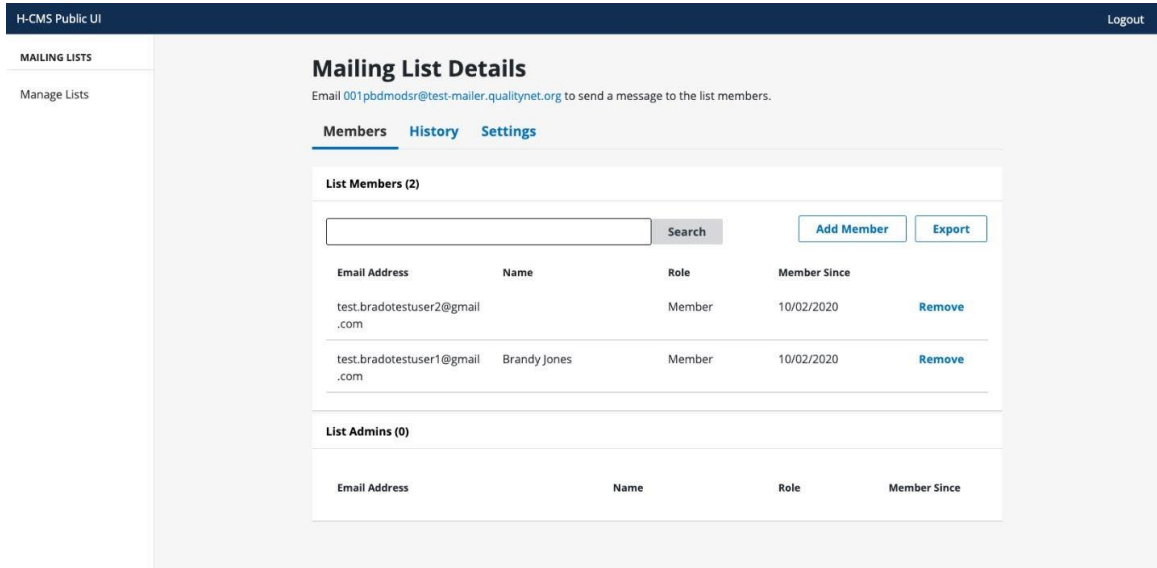 H-CMS Public UI
Logout
MAILING LISTS
Manage Lists
Mailing List Details
Email 001pbdmodsr@test-mailer.qualitynet.org to send a message to the list members.
Members History Settings
List Members (2)
Search
Add Member
Export
Email Address Name Role Member Since
test.bradotestuser2@gmail Member 10/02/2020 Remove
.com
test.bradotestuser1@gmail Brandy Jones Member 10/02/2020 Remove
.com
List Admins (0)
Email Address Name Role Member Since